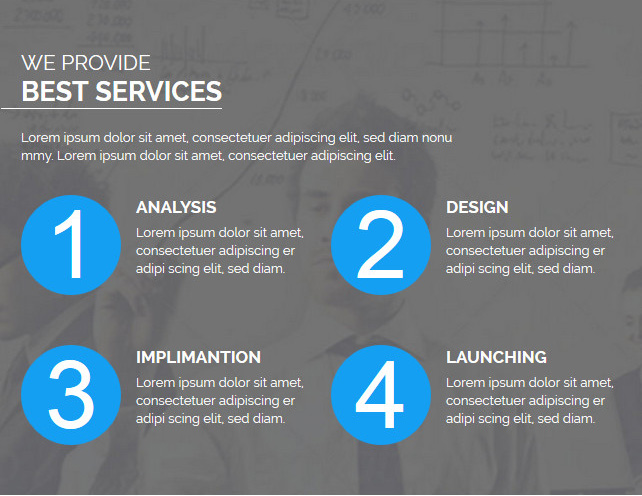 WE PROVIDE
BEST SERVICES
Lorem ipsum dolor sit amet, consectetuer adipiscing elit, sed diam nonu
mmy. Lorem ipsum dolor sit amet, consectetuer adipiscing elit.
1
ANALYSIS
Lorem ipsum dolor sit amet,
consectetuer adipiscing er
adipi scing elit, sed diam.
2
DESIGN
Lorem ipsum dolor sit amet,
consectetuer adipiscing er
adipi scing elit, sed diam.
3
IMPLIMANTION
Lorem ipsum dolor sit amet,
consectetuer adipiscing er
adipi scing elit, sed diam.
4
LAUNCHING
Lorem ipsum dolor sit amet,
consectetuer adipiscing er
adipi scing elit, sed diam.